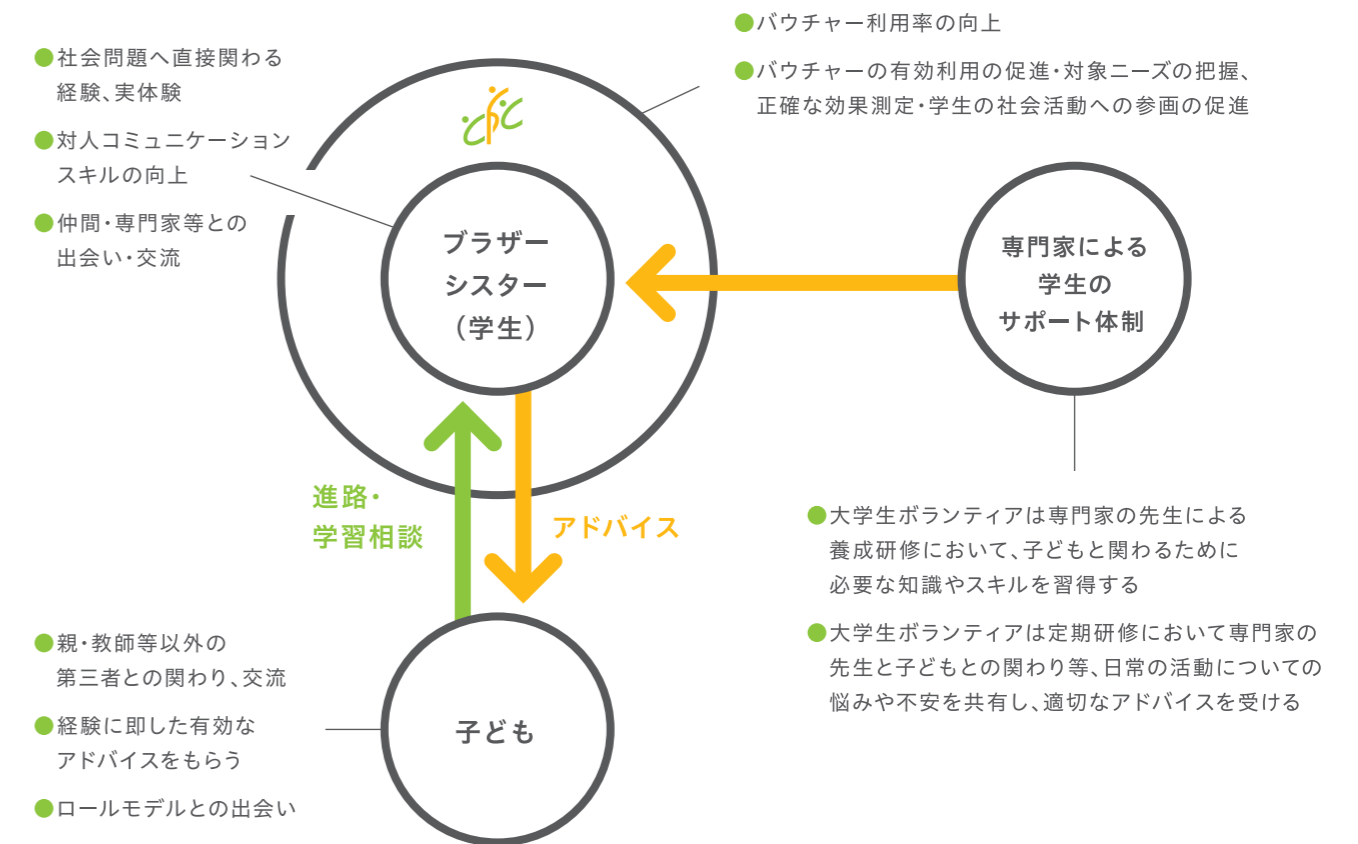 ●社会問題へ直接関わる
経験、実体験
●対人コミュニケーション
スキルの向上
●仲間・専門家等との
出会い・交流
●バウチャー利用率の向上
●バウチャーの有効利用の促進・対象ニーズの把握、
正確な効果測定・学生の社会活動への参画の促進
cfc
ブラザー
シスター
（学生）
専門家による
学生の
サポート体制
進路・
学習相談
アドバイス
●大学生ボランティアは専門家の先生による
養成研修において、子どもと関わるために
必要な知識やスキルを習得する
●大学生ボランティアは定期研修において専門家の
先生と子どもとの関わり等、日常の活動についての
悩みや不安を共有し、適切なアドバイスを受ける
●親・教師等以外の
第三者との関わり、交流
●経験に即した有効な
アドバイスをもらう
●ロールモデルとの出会い
子ども